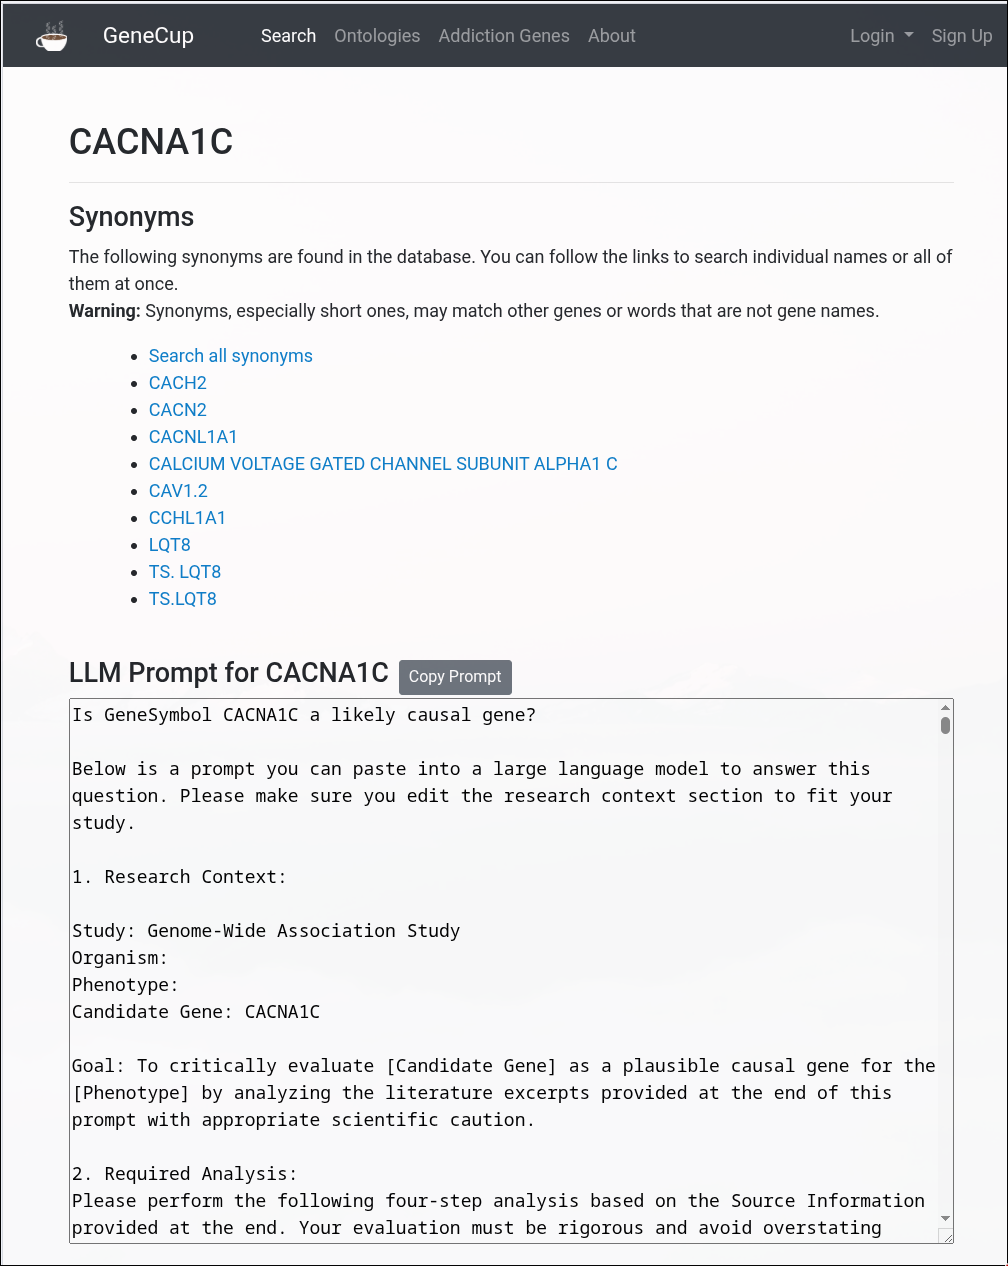 GeneCup Search Ontologies Addiction Genes About Login Sign Up
CACNA1C
Synonyms
The following synonyms are found in the database. You can follow the links to search individual names or all of
them at once.
Warning: Synonyms, especially short ones, may match other genes or words that are not gene names.
Search all synonyms
CACH2
CACN2
CACNL1A1
CALCIUM VOLTAGE GATED CHANNEL SUBUNIT ALPHA1 C
CAV1.2
CCHL1A1
LQT8
TS. LQT8
TS.LQT8
LLM Prompt for CACNA1C Copy Prompt
Is GeneSymbol CACNA1C a likely causal gene?
Below is a prompt you can paste into a large language model to answer this
question. Please make sure you edit the research context section to fit your
study.
1. Research Context:
Study: Genome-Wide Association Study
Organism:
Phenotype:
Candidate Gene: CACNA1C
Goal: To critically evaluate [Candidate Gene] as a plausible causal gene for the
[Phenotype] by analyzing the literature excerpts provided at the end of this
prompt with appropriate scientific caution.
2. Required Analysis:
Please perform the following four-step analysis based on the Source Information
provided at the end. Your evaluation must be rigorous and avoid overstating